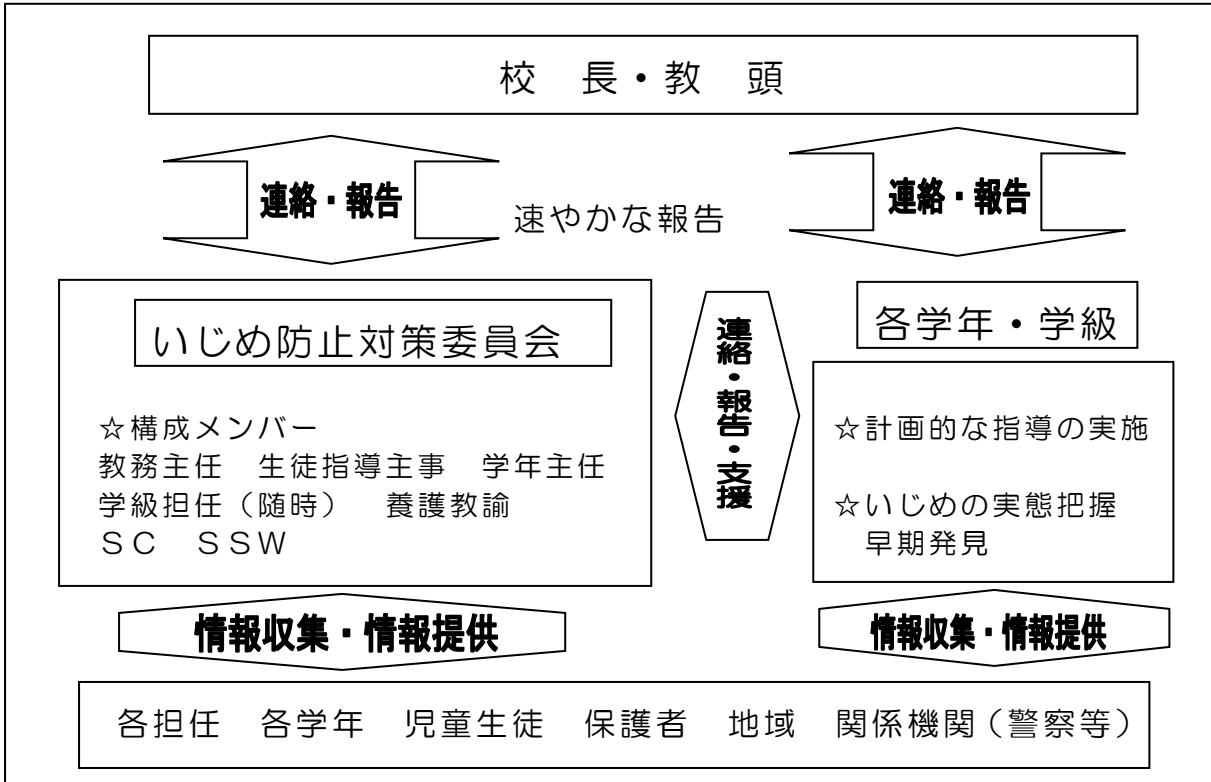 校　長・教　頭
連絡・報告
速やかな報告
連絡・報告
いじめ防止対策委員会
☆構成メンバー
教務主任　生徒指導主事　学年主任
学級担任（随時）　養護教諭
ＳＣ　ＳＳＷ
連絡・報告・支援
各学年・学級
☆計画的な指導の実施
☆いじめの実態把握
早期発見
情報収集・情報提供
情報収集・情報提供
各担任　各学年　児童生徒　保護者　地域　関係機関（警察等）